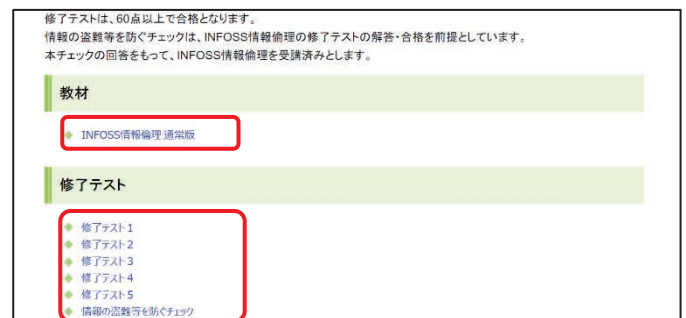 修了テストは、60点以上で合格となります。
情報の盗難等を防ぐチェックは、INFOSS情報倫理の修了テストの解答・合格を前提としています。
本チェックの回答をもって、INFOSS情報倫理を受講済みとします。
教材
INFOSS情報倫理 通常版
修了テスト
修了テスト1
修了テスト2
修了テスト3
修了テスト4
修了テスト5
情報の盗難等を防ぐチェック